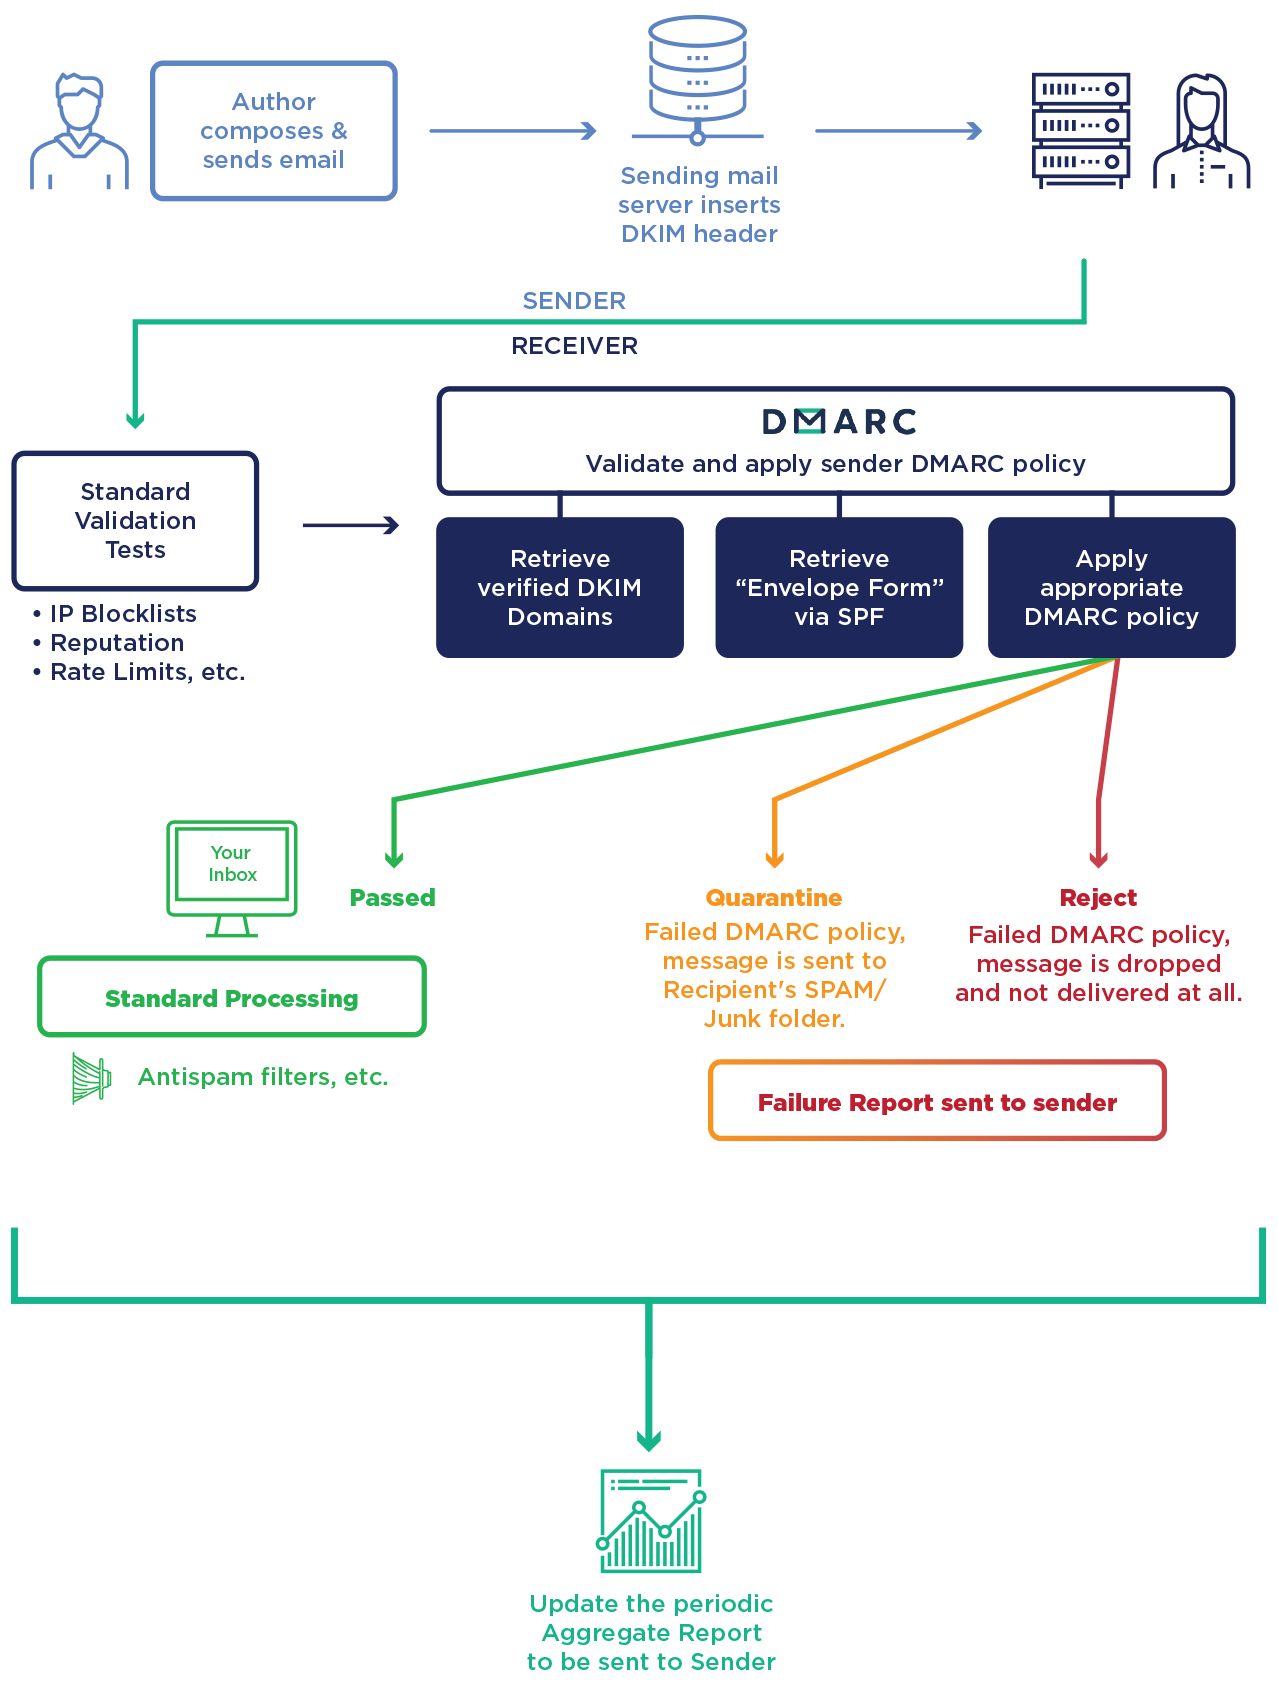 Author
composes &
sends email
Sending mail
server inserts
DKIM header
SENDER
RECEIVER
Standard
Validation
Tests
• IP Blocklists
• Reputation
• Rate Limits, etc.
DMARC
Validate and apply sender DMARC policy
Retrieve
verified DKIM
Domains
Retrieve
“Envelope Form”
via SPF
Apply
appropriate
DMARC policy
Your
Inbox
Passed
Standard Processing
Antispam filters, etc.
Quarantine
Failed DMARC policy,
message is sent to
Recipient's SPAM/
Junk folder.
Reject
Failed DMARC policy,
message is dropped
and not delivered at all.
Failure Report sent to sender
Update the periodic
Aggregate Report
to be sent to Sender